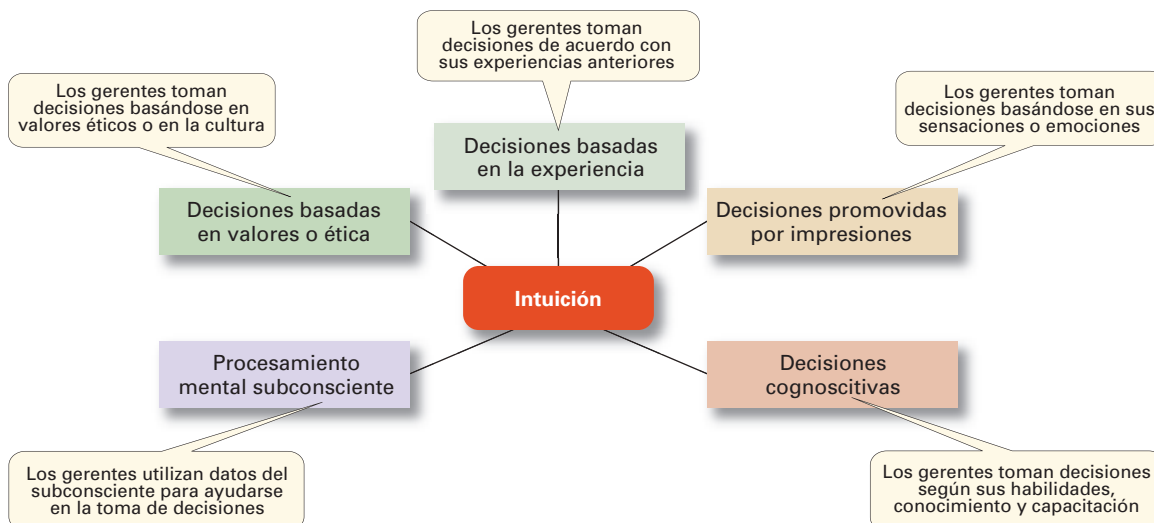 Los gerentes toman
decisiones de acuerdo con
sus experiencias anteriores
Los gerentes toman
decisiones basándose en
valores éticos o en la cultura
Los gerentes toman
decisiones basándose en sus
sensaciones o emociones
Decisiones basadas
en la experiencia
Decisiones basadas
en valores o ética
Decisiones promovidas
por impresiones
Intuición
Procesamiento
mental subconsciente
Decisiones
cognoscitivas
Los gerentes utilizan datos del
subconsciente para ayudarse
en la toma de decisiones
Los gerentes toman decisiones
según sus habilidades,
conocimiento y capacitación